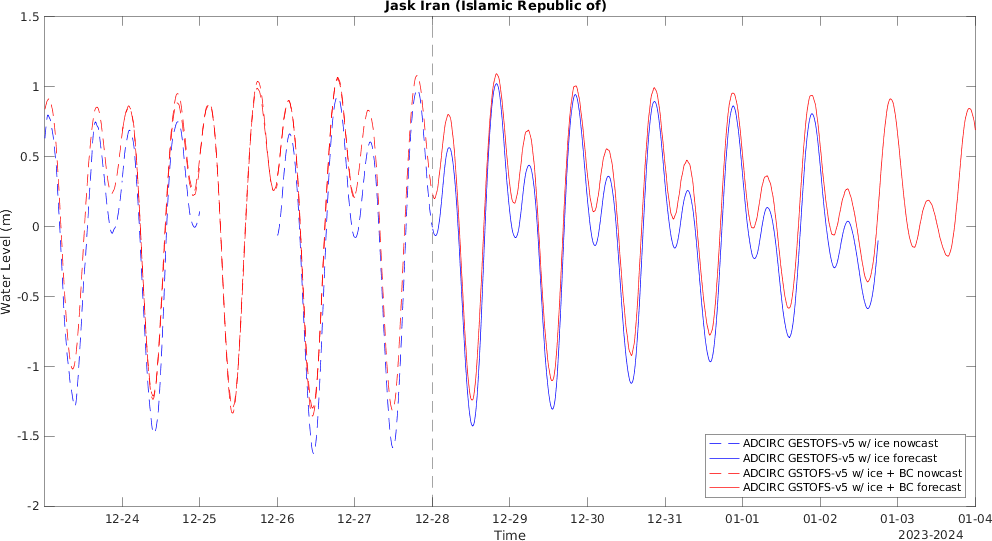 Jask Iran (Islamic Republic of)
1.5
1
0.5
0
-0.5
-1
-1.5
-2
Water Level (m)
ADCIRC GESTOFS-v5 w/ ice nowcast
ADCIRC GESTOFS-v5 w/ ice forecast
ADCIRC GSTOFS-v5 w/ ice + BC nowcast
ADCIRC GSTOFS-v5 w/ ice + BC forecast
12-24 12-25 12-26 12-27 12-28 12-29 12-30 12-31 01-01 01-02 01-03 01-04
Time
2023-2024